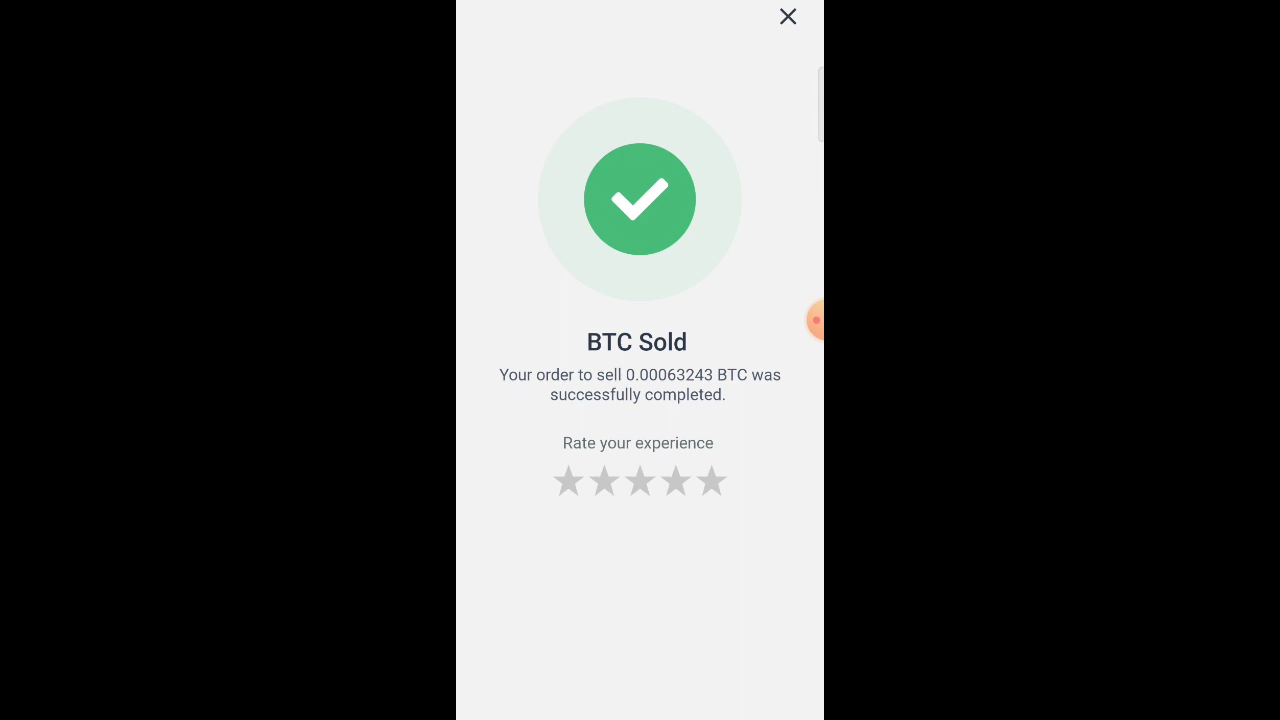 BTC Sold
Your order to sell 0.00063243 BTC was
successfully completed.
Rate your experience